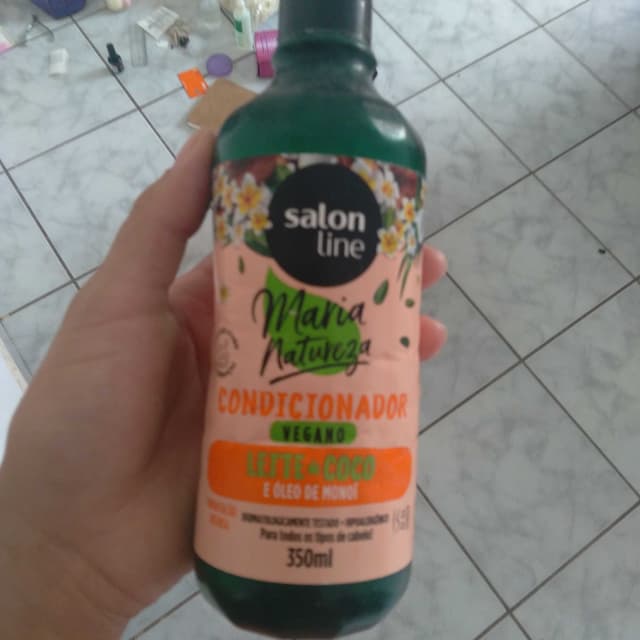 salon
line
Maria
Natureza
CONDICIONADOR
VEGANO
LEITE DE COCO
E ÓLEO DE MONOÏ
DERMATOLOGICAMENTE TESTADO • HIPOALERGÊNICO
Para todos os tipos de cabelo!
350ml